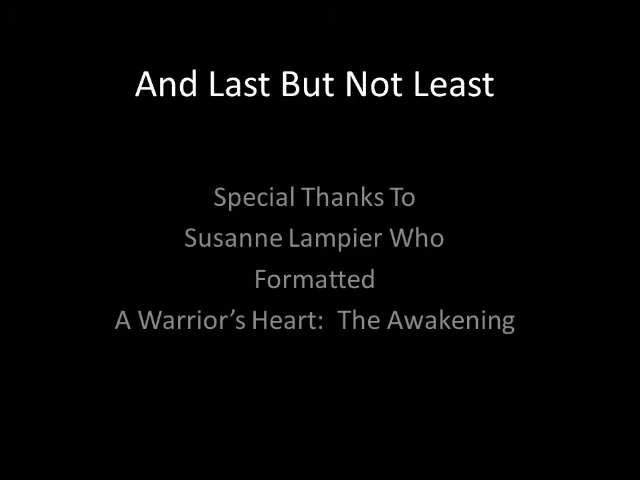 And Last But Not Least
Special Thanks To
Susanne Lampier Who
Formatted
A Warrior’s Heart:  The Awakening